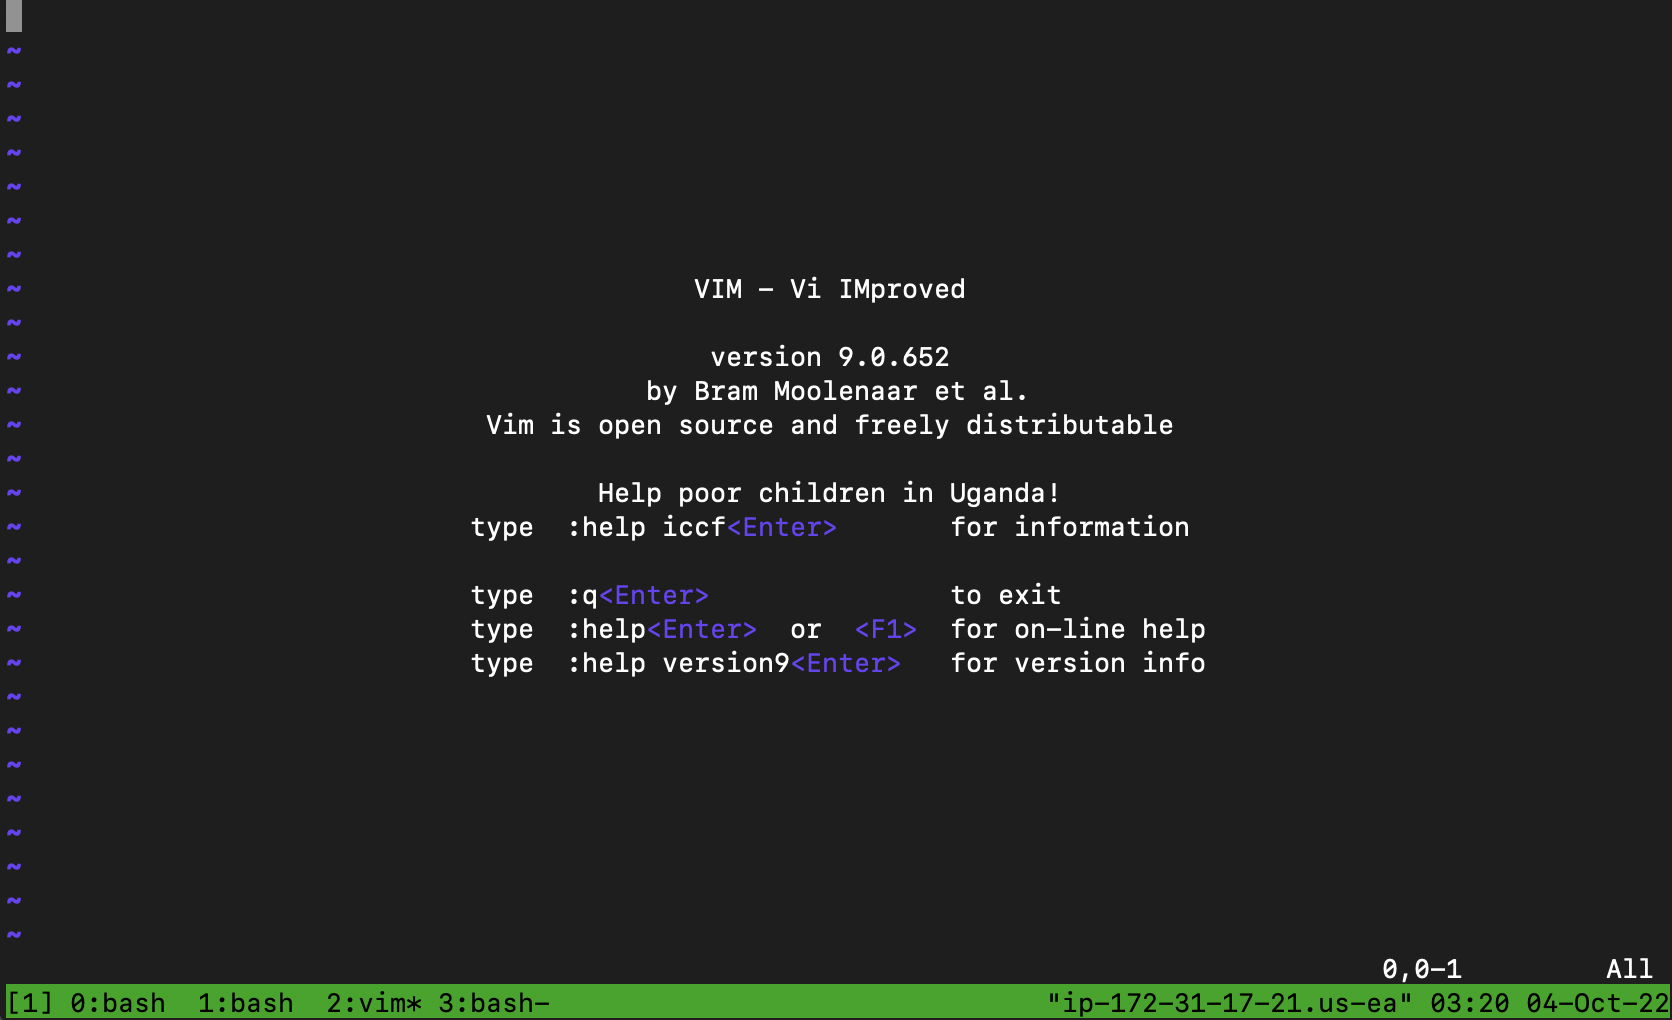 ~
~
~
~
~
~
~
~ VIM - Vi IMproved
~
~ version 9.0.652
~ by Bram Moolenaar et al.
~ Vim is open source and freely distributable
~
~ Help poor children in Uganda!
~ type  :help iccf<Enter>       for information
~
~ type  :q<Enter>               to exit
~ type  :help<Enter>  or  <F1>  for on-line help
~ type  :help version9<Enter>   for version info
~
~
~
~
~
~
~
~
0,0-1         All
[1] 0:bash  1:bash  2:vim* 3:bash-  "ip-172-31-17-21.us-ea" 03:20 04-Oct-22